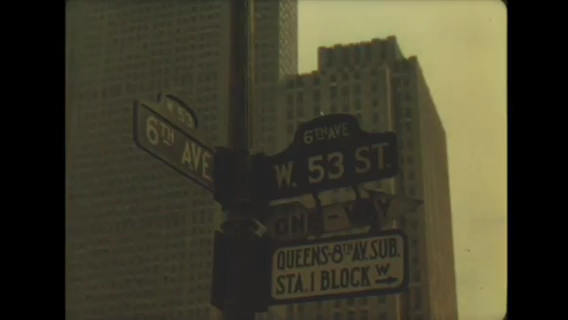 W. 53
6TH AVE
6TH AVE
W. 53 ST.
ONE-WAY
QUEENS-8TH AV. SUB.
STA. 1 BLOCK W